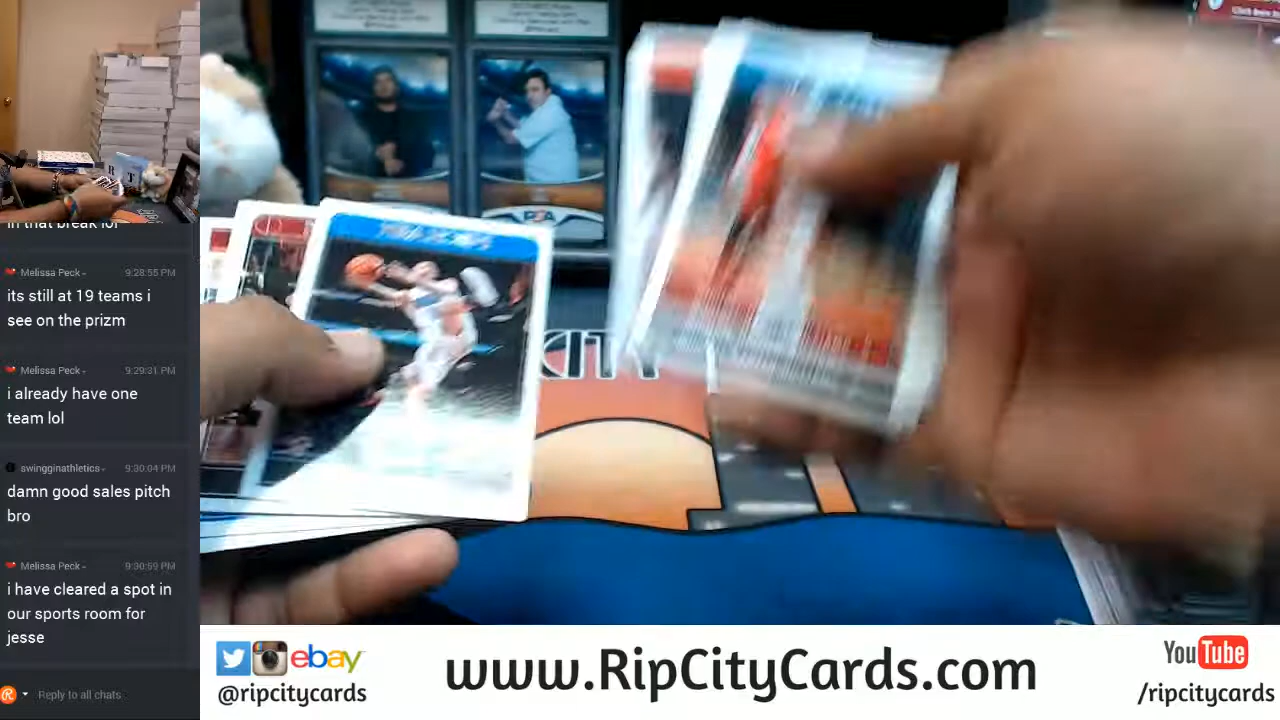 in that break lol
Melissa Peck
9:28:55 PM
its still at 19 teams i
see on the prizm
Melissa Peck
9:29:31 PM
i already have one
team lol
swingginathletics
9:30:04 PM
damn good sales pitch
bro
Melissa Peck
9:30:59 PM
i have cleared a spot in
our sports room for
jesse
Reply to all chats
PSA
CITY
ebay
@ripcitycards
www.RipCityCards.com
YouTube
/ripcitycards